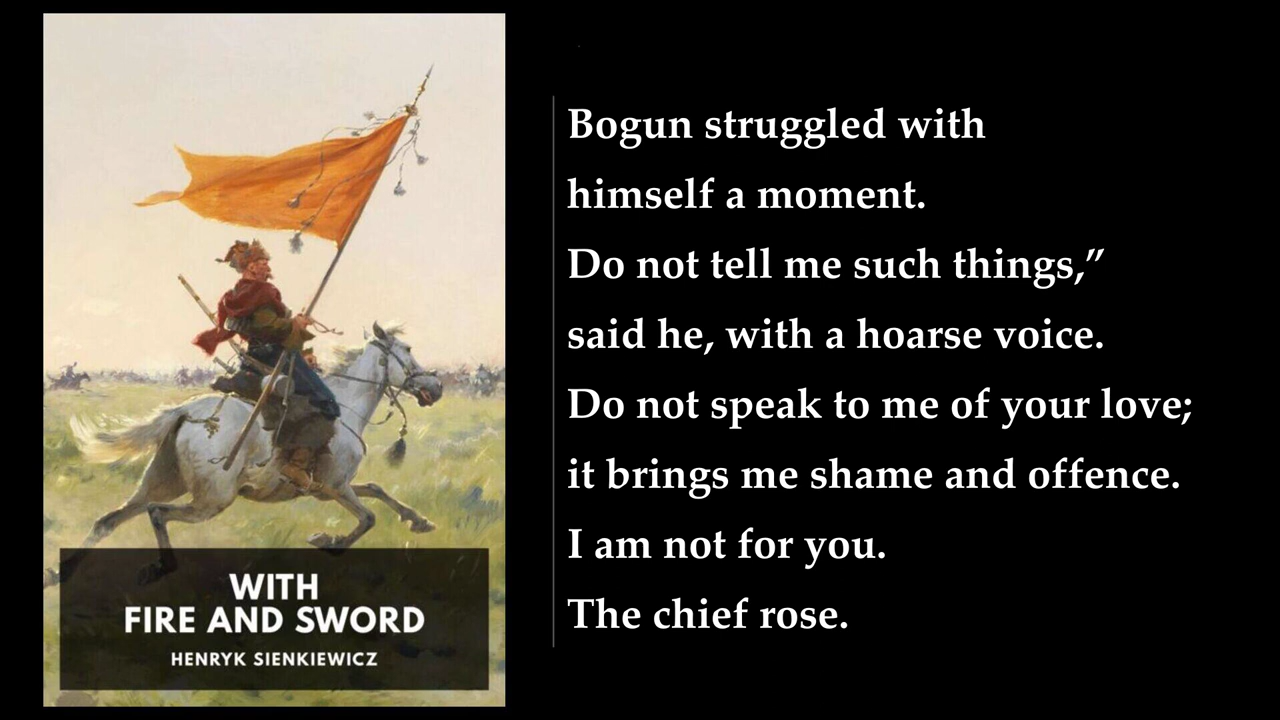 WITH
FIRE AND SWORD
HENRYK SIENKIEWICZ
Bogun struggled with
himself a moment.
Do not tell me such things,”
said he, with a hoarse voice.
Do not speak to me of your love;
it brings me shame and offence.
I am not for you.
The chief rose.